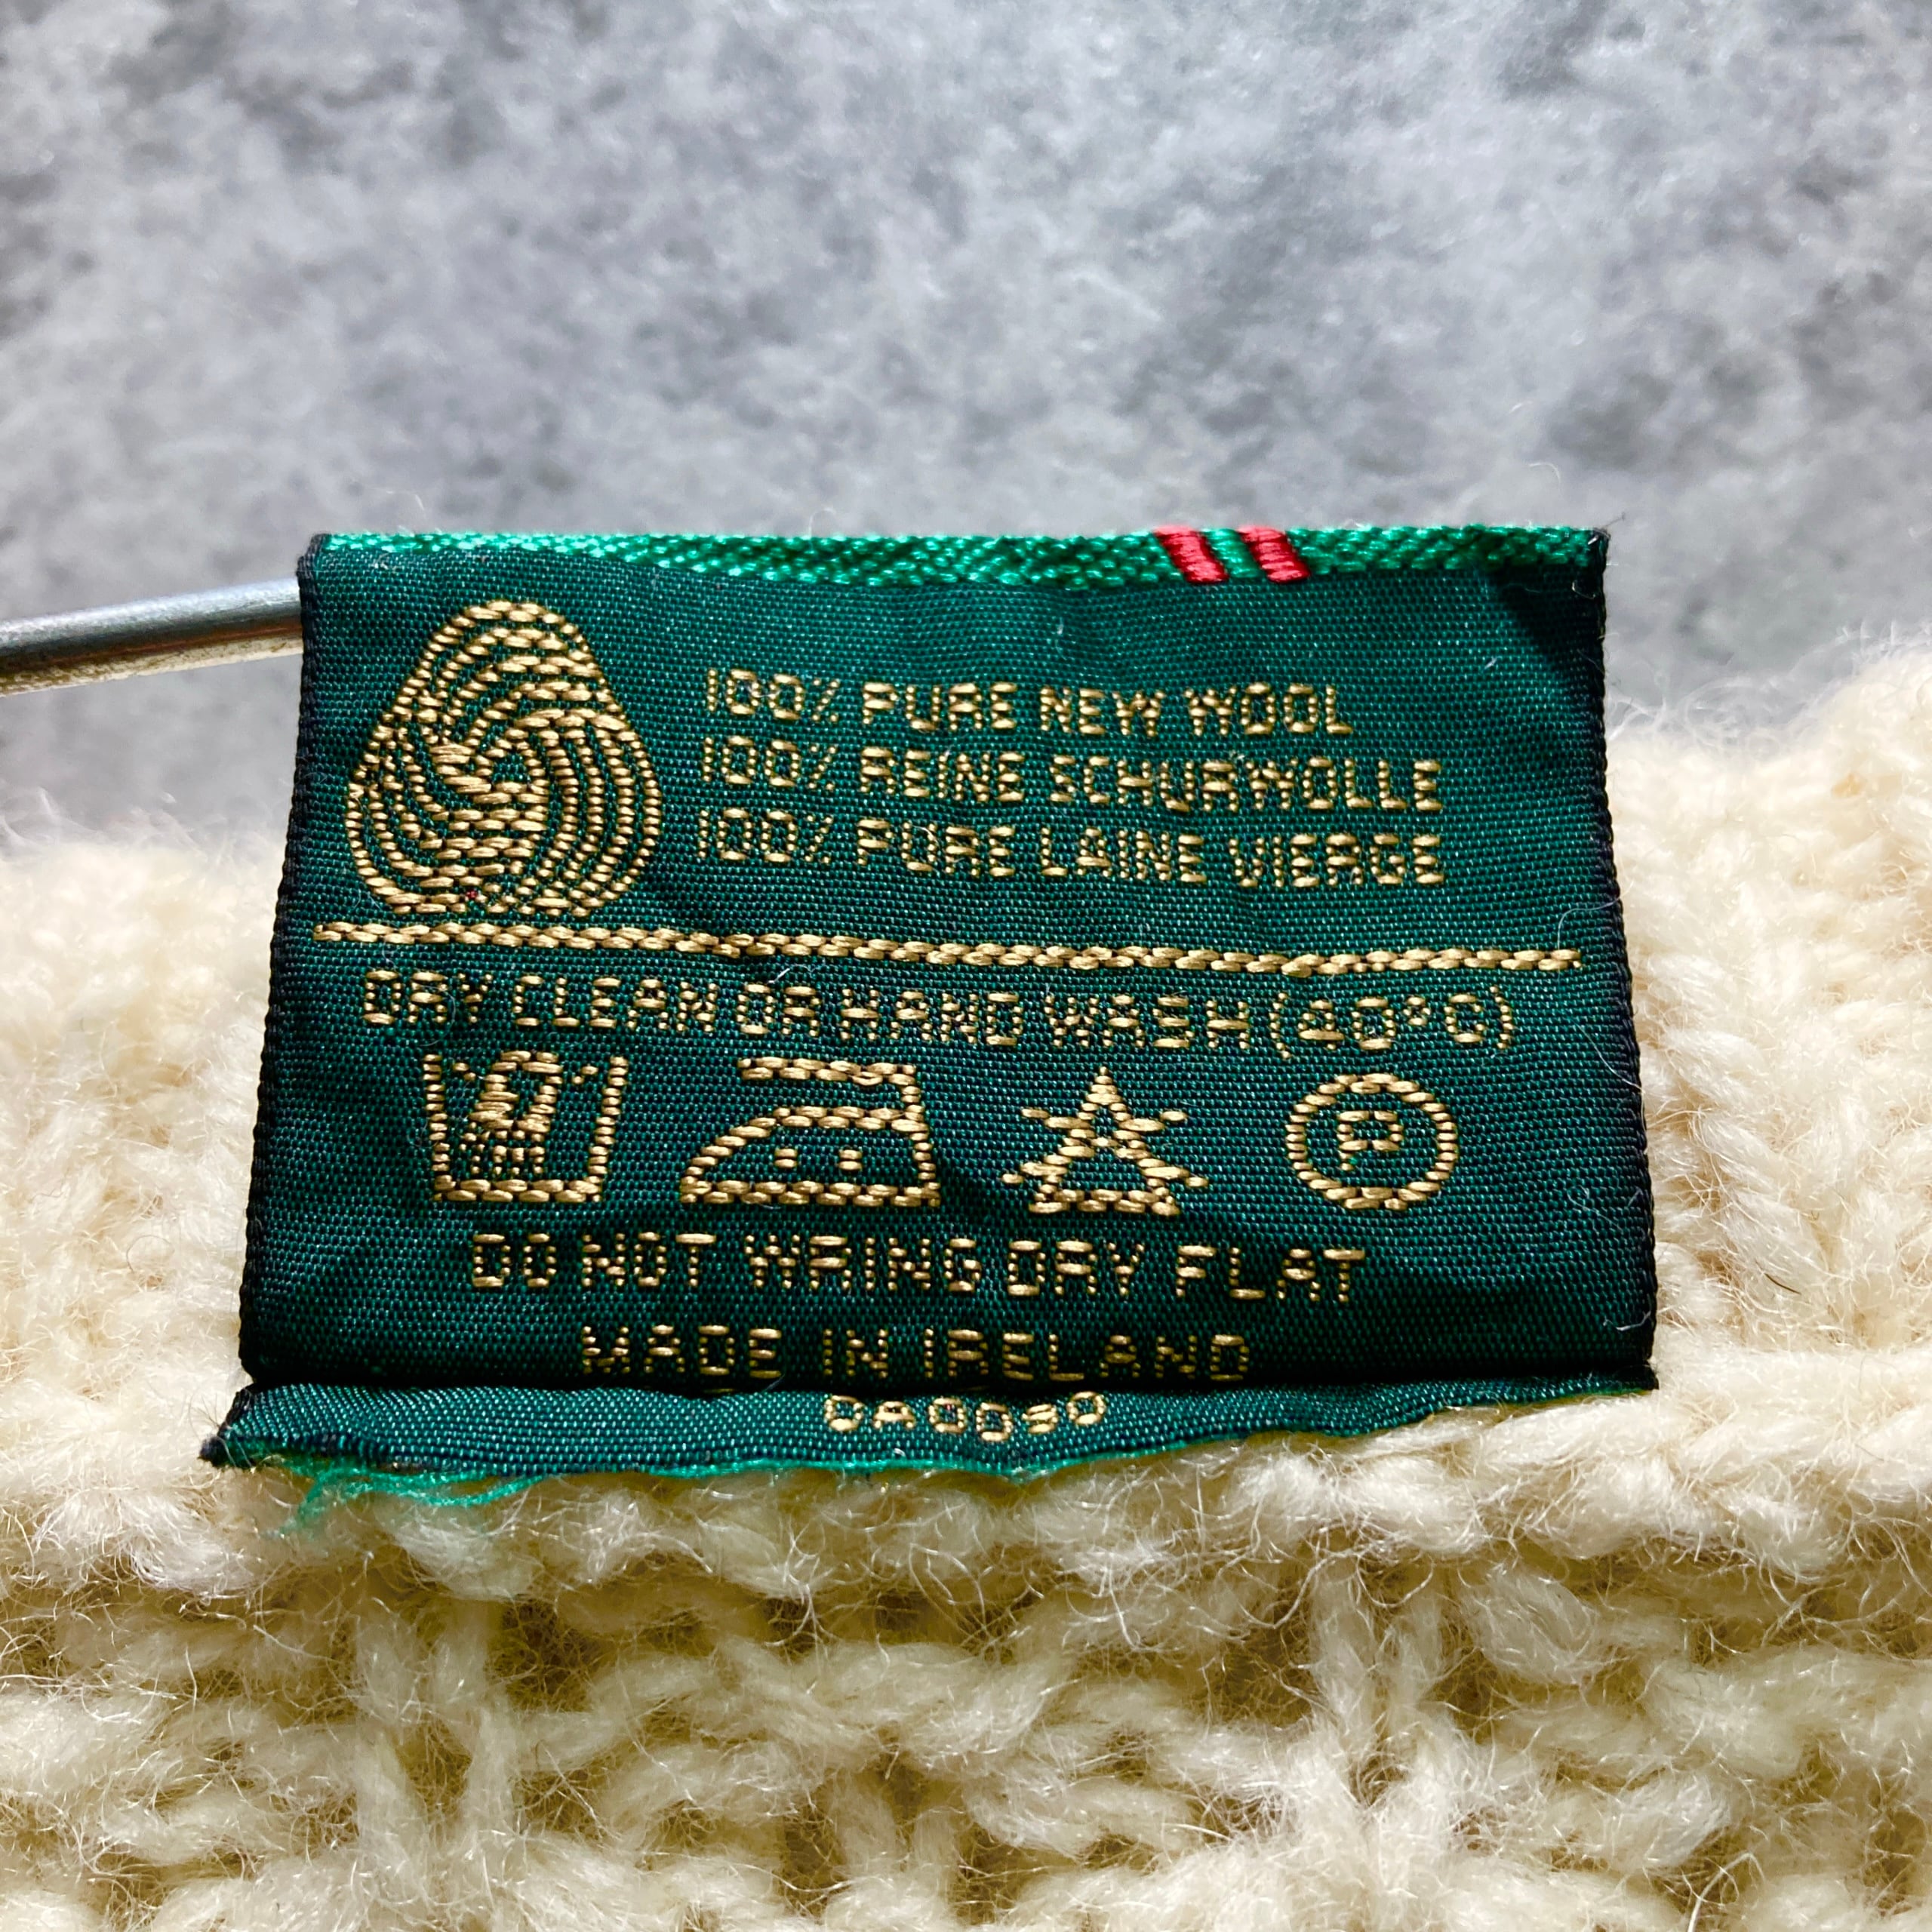 100% PURE NEW WOOL
100% REINE SCHURWOLLE
100% PURE LAINE VIERGE
DRY CLEAN OR HAND WASH (40°C)
P
DO NOT WRING DRY FLAT
MADE IN IRELAND